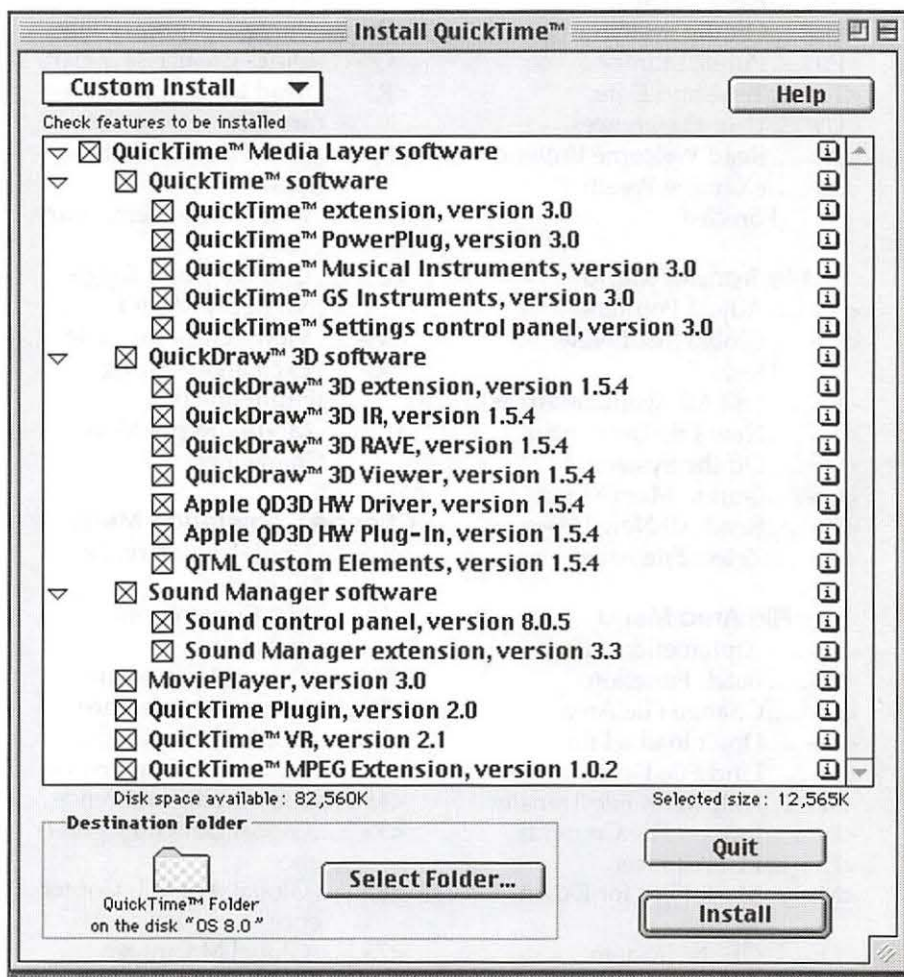 Install QuickTime™
Custom Install
Help
Check features to be installed
QuickTime™ Media Layer software
QuickTime™ software
QuickTime™ extension, version 3.0
QuickTime™ PowerPlug, version 3.0
QuickTime™ Musical Instruments, version 3.0
QuickTime™ GS Instruments, version 3.0
QuickTime™ Settings control panel, version 3.0
QuickDraw™ 3D software
QuickDraw™ 3D extension, version 1.5.4
QuickDraw™ 3D IR, version 1.5.4
QuickDraw™ 3D RAVE, version 1.5.4
QuickDraw™ 3D Viewer, version 1.5.4
Apple QD3D HW Driver, version 1.5.4
Apple QD3D HW Plug-In, version 1.5.4
QTML Custom Elements, version 1.5.4
Sound Manager software
Sound control panel, version 8.0.5
Sound Manager extension, version 3.3
MoviePlayer, version 3.0
QuickTime Plugin, version 2.0
QuickTime™ VR, version 2.1
QuickTime™ MPEG Extension, version 1.0.2
Disk space available: 82,560K
Selected size: 12,565K
Destination Folder
Select Folder...
QuickTime™ Folder
on the disk "OS 8.0"
Quit
Install